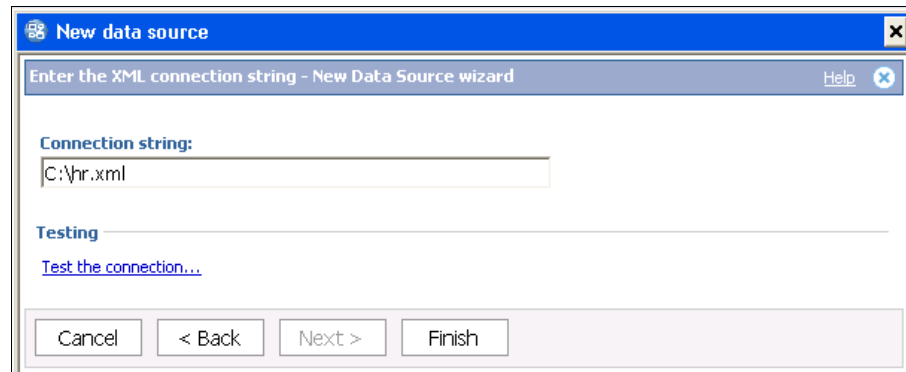 New data source
Enter the XML connection string - New Data Source wizard Help
Connection string:
C:\hr.xml
Testing
Test the connection...
Cancel < Back Next > Finish